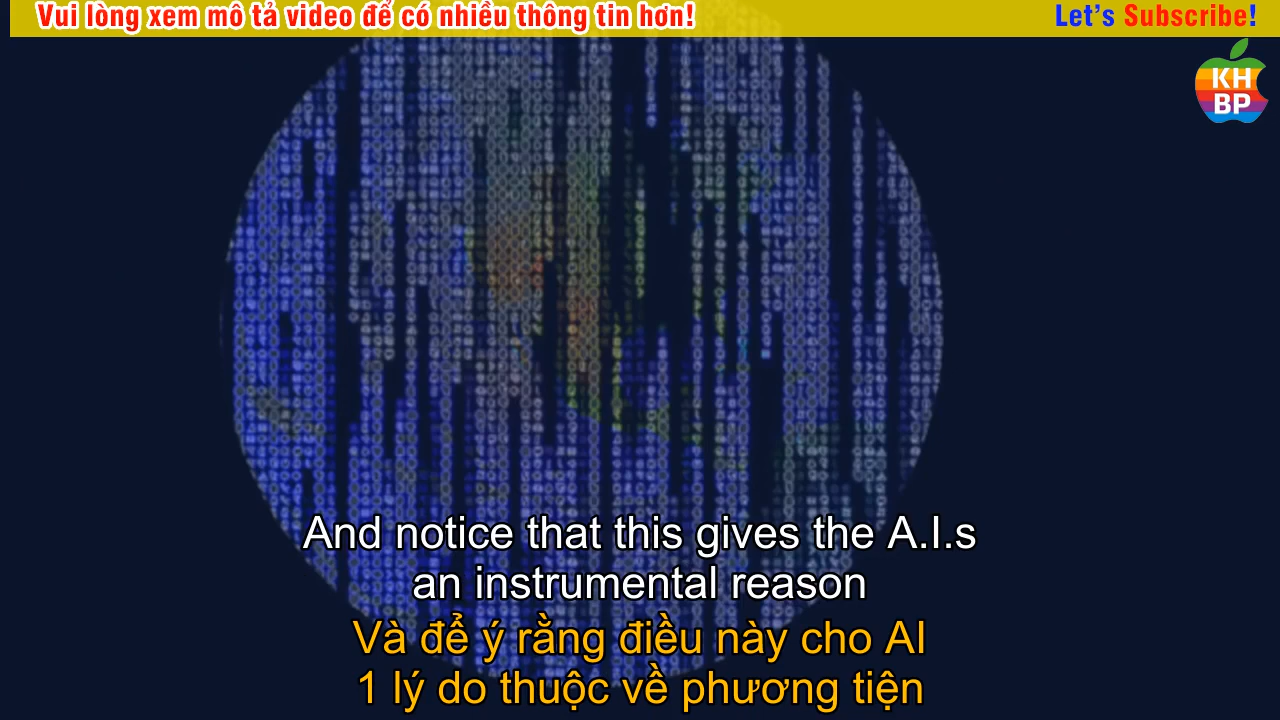 Vui lòng xem mô tả video để có nhiều thông tin hơn!
Let's Subscribe!
KH
BP
And notice that this gives the A.I.s
an instrumental reason
Và để ý rằng điều này cho AI
1 lý do thuộc về phương tiện